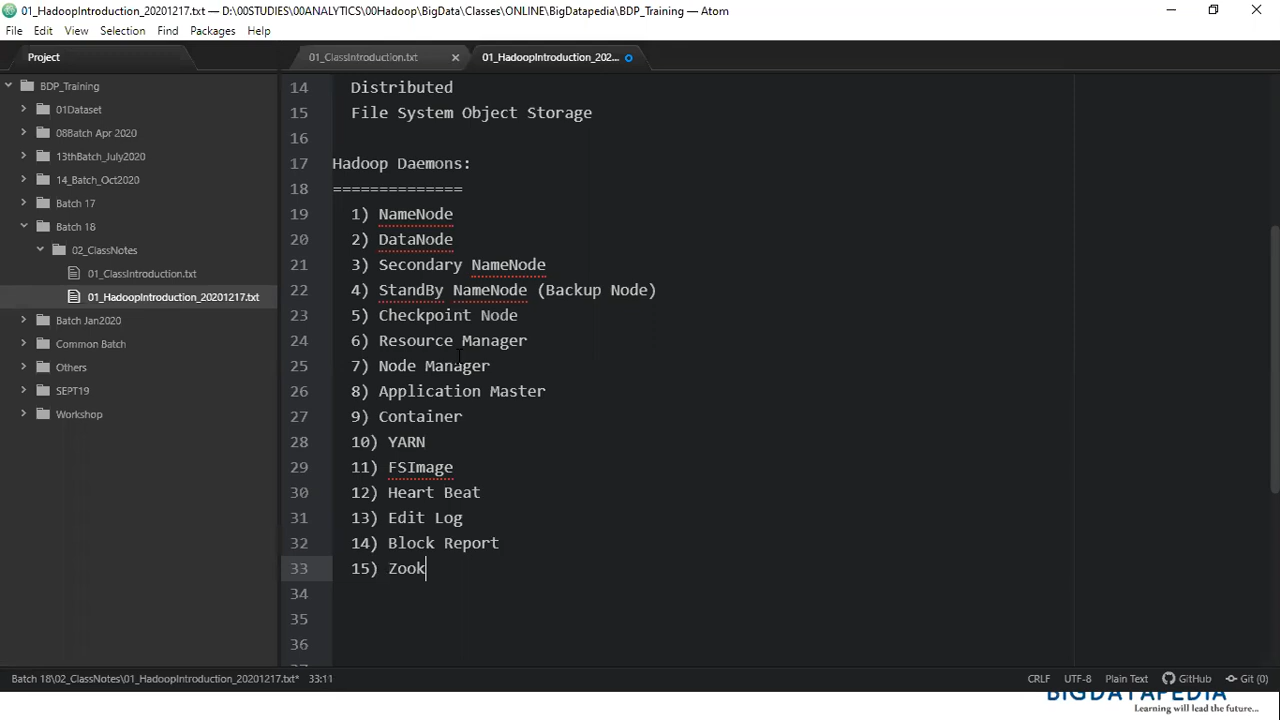 01_HadoopIntroduction_20201217.txt — D:\00STUDIES\00ANALYTICS\00Hadoop\BigData\Classes\ONLINE\BigDatapedia\BDP_Training — Atom
File Edit View Selection Find Packages Help
Project
01_ClassIntroduction.txt
01_HadoopIntroduction_202...
BDP_Training
01Dataset
08Batch Apr 2020
13thBatch_July2020
14_Batch_Oct2020
Batch 17
Batch 18
02_ClassNotes
01_ClassIntroduction.txt
01_HadoopIntroduction_20201217.txt
Batch Jan2020
Common Batch
Others
SEPT19
Workshop
14 Distributed
15 File System Object Storage
16
17 Hadoop Daemons:
18 ==============
19 1) NameNode
20 2) DataNode
21 3) Secondary NameNode
22 4) StandBy NameNode (Backup Node)
23 5) Checkpoint Node
24 6) Resource Manager
25 7) Node Manager
26 8) Application Master
27 9) Container
28 10) YARN
29 11) FSImage
30 12) Heart Beat
31 13) Edit Log
32 14) Block Report
33 15) Zook
34
35
36
Batch 18\02_ClassNotes\01_HadoopIntroduction_20201217.txt* 33:11 CRLF UTF-8 Plain Text GitHub Git (0)
BIGDATAPEDIA
Learning will lead the future...